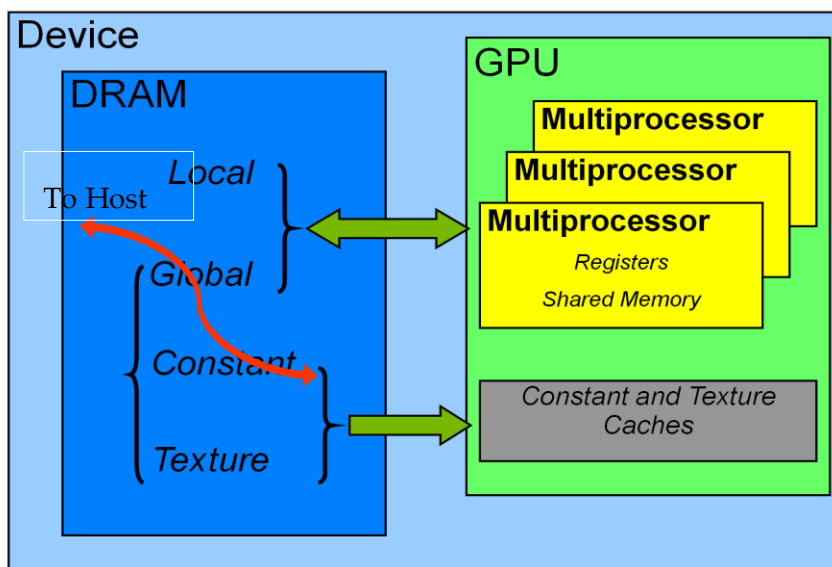 Device
DRAM
Local
To Host
Global
Constant
Texture
GPU
Multiprocessor
Multiprocessor
Multiprocessor
Registers
Shared Memory
Constant and Texture
Caches